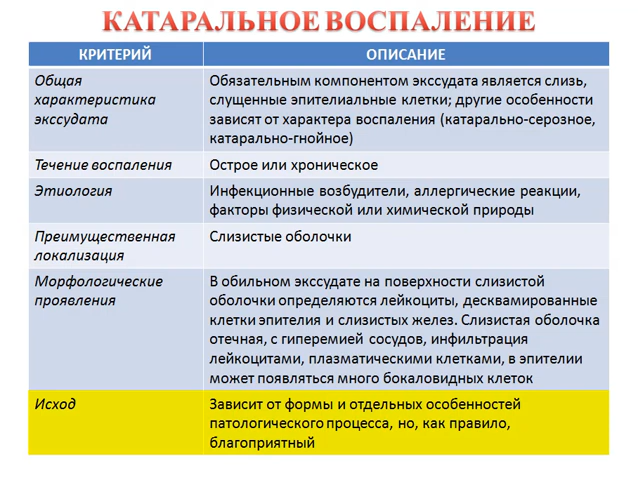 КАТАРАЛЬНОЕ ВОСПАЛЕНИЕ
КРИТЕРИЙ ОПИСАНИЕ
Общая
характеристика
экссудата
Обязательным компонентом экссудата является слизь,
слущенные эпителиальные клетки; другие особенности
зависят от характера воспаления (катарально-серозное,
катарально-гнойное)
Течение воспаления
Острое или хроническое
Этиология
Инфекционные возбудители, аллергические реакции,
факторы физической или химической природы
Преимущественная
локализация
Слизистые оболочки
Морфологические
проявления
В обильном экссудате на поверхности слизистой
оболочки определяются лейкоциты, десквамированные
клетки эпителия и слизистых желез. Слизистая оболочка
отечная, с гиперемией сосудов, инфильтрация
лейкоцитами, плазматическими клетками, в эпителии
может появляться много бокаловидных клеток
Исход
Зависит от формы и отдельных особенностей
патологического процесса, но, как правило,
благоприятный